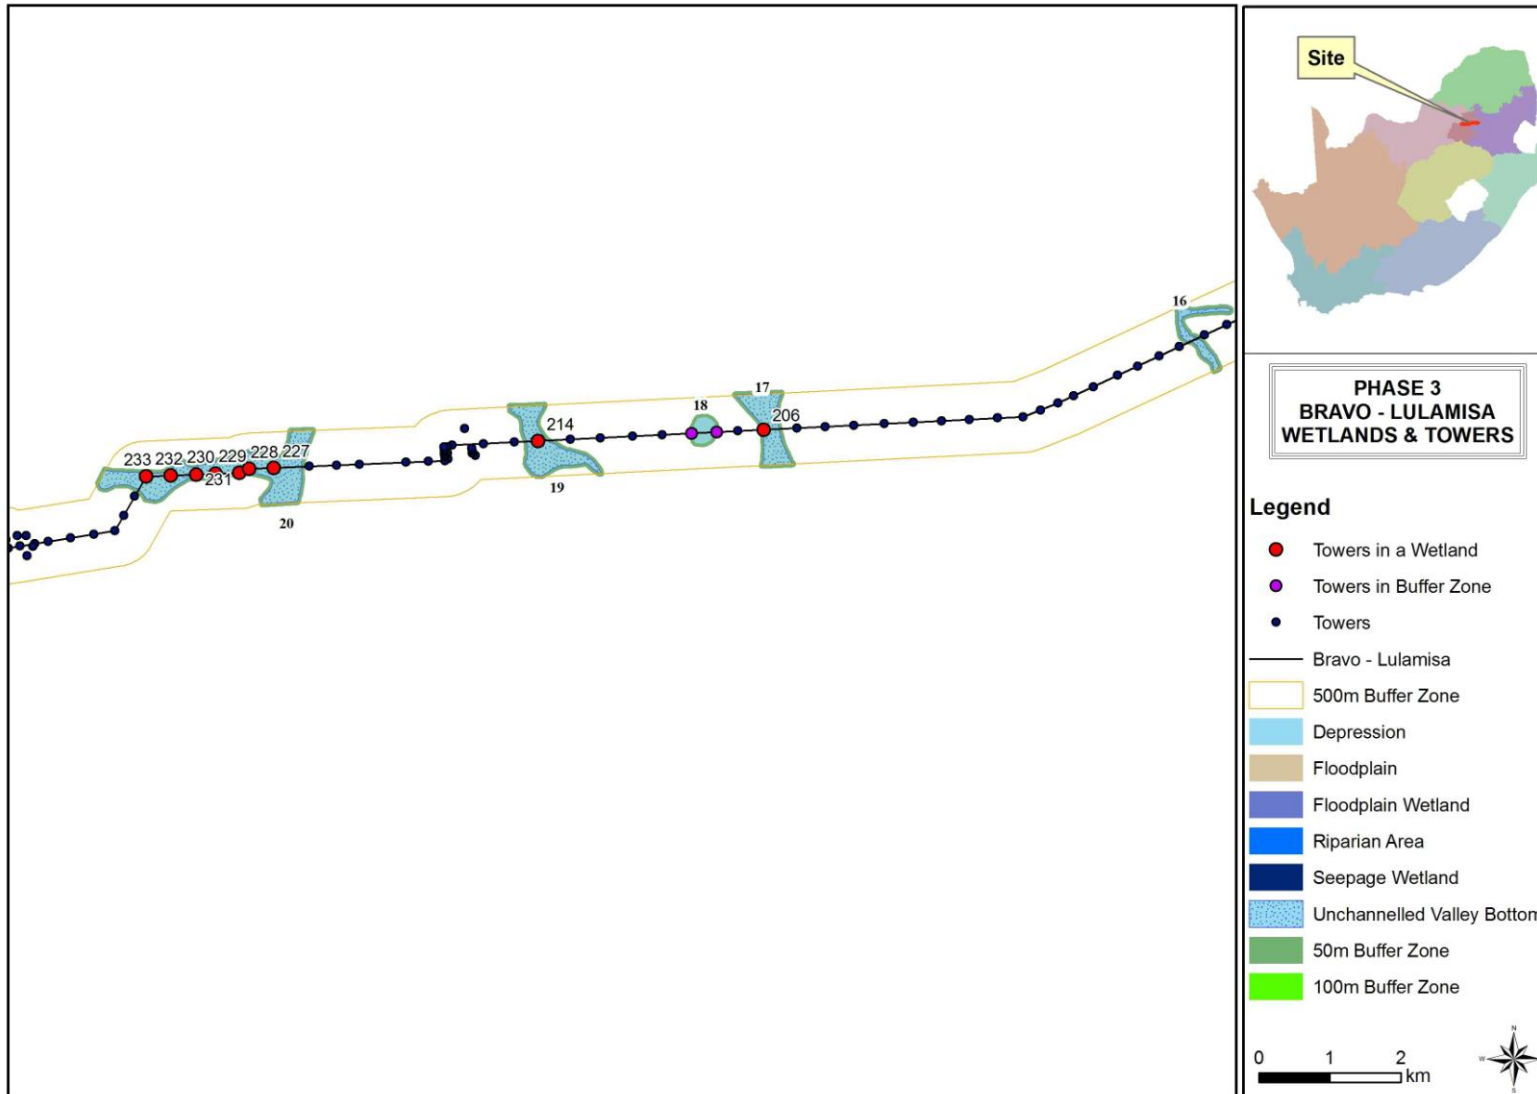 16
17
206
18
214
19
233 232 230 229 228 227
231
20
Site
PHASE 3
BRAVO - LULAMISA
WETLANDS & TOWERS
Legend
Towers in a Wetland
Towers in Buffer Zone
Towers
Bravo - Lulamisa
500m Buffer Zone
Depression
Floodplain
Floodplain Wetland
Riparian Area
Seepage Wetland
Unchannelled Valley Bottom
50m Buffer Zone
100m Buffer Zone
0 1 2
km
N
W
S